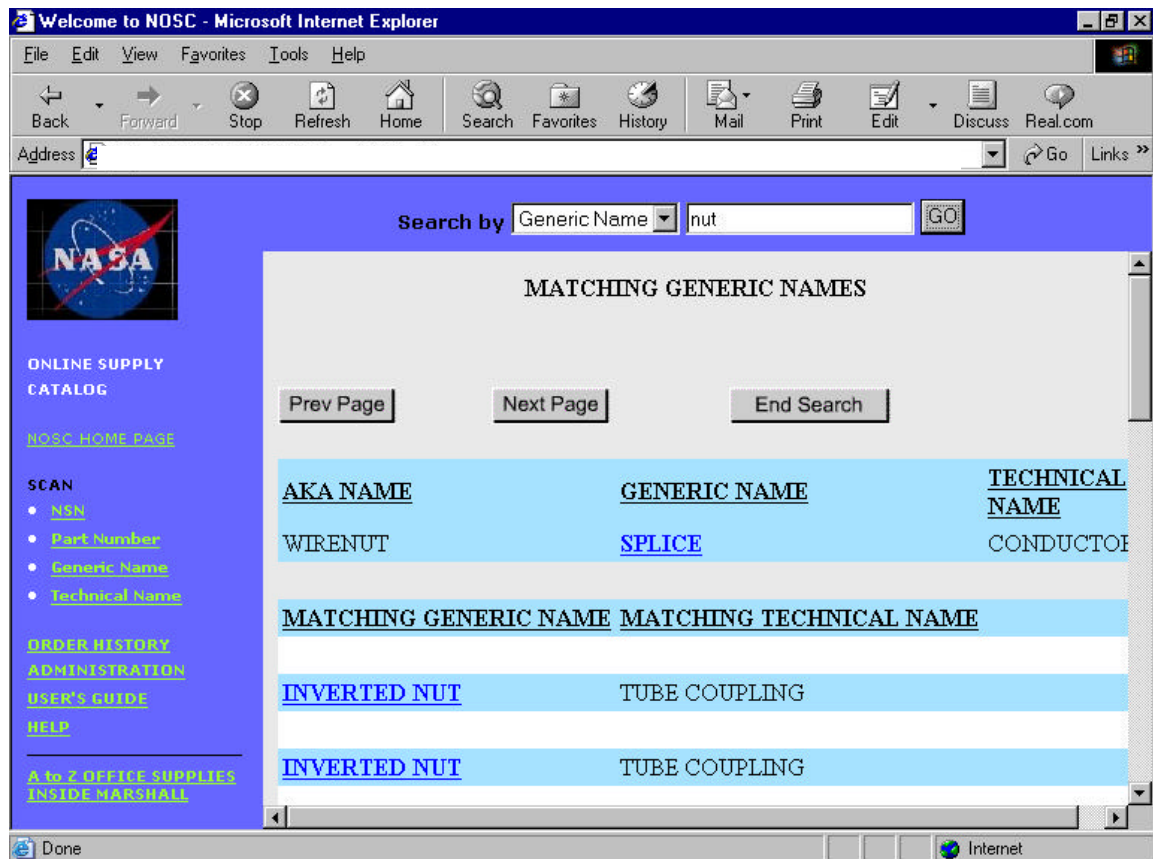 Welcome to NOSC - Microsoft Internet Explorer
File Edit View Favorites Tools Help
Back Forward Stop Refresh Home Search Favorites History Mail Print Edit Discuss Real.com
Address Go Links »
NASA
Search by Generic Name nut GO
MATCHING GENERIC NAMES
Prev Page Next Page End Search
AKA NAME GENERIC NAME TECHNICAL NAME
WIRENUT SPLICE CONDUCTOR
MATCHING GENERIC NAME MATCHING TECHNICAL NAME
INVERTED NUT TUBE COUPLING
INVERTED NUT TUBE COUPLING
ONLINE SUPPLY
CATALOG
NOSC HOME PAGE
SCAN
NSN
Part Number
Generic Name
Technical Name
ORDER HISTORY
ADMINISTRATION
USER'S GUIDE
HELP
A to Z OFFICE SUPPLIES
INSIDE MARSHALL
Done Internet